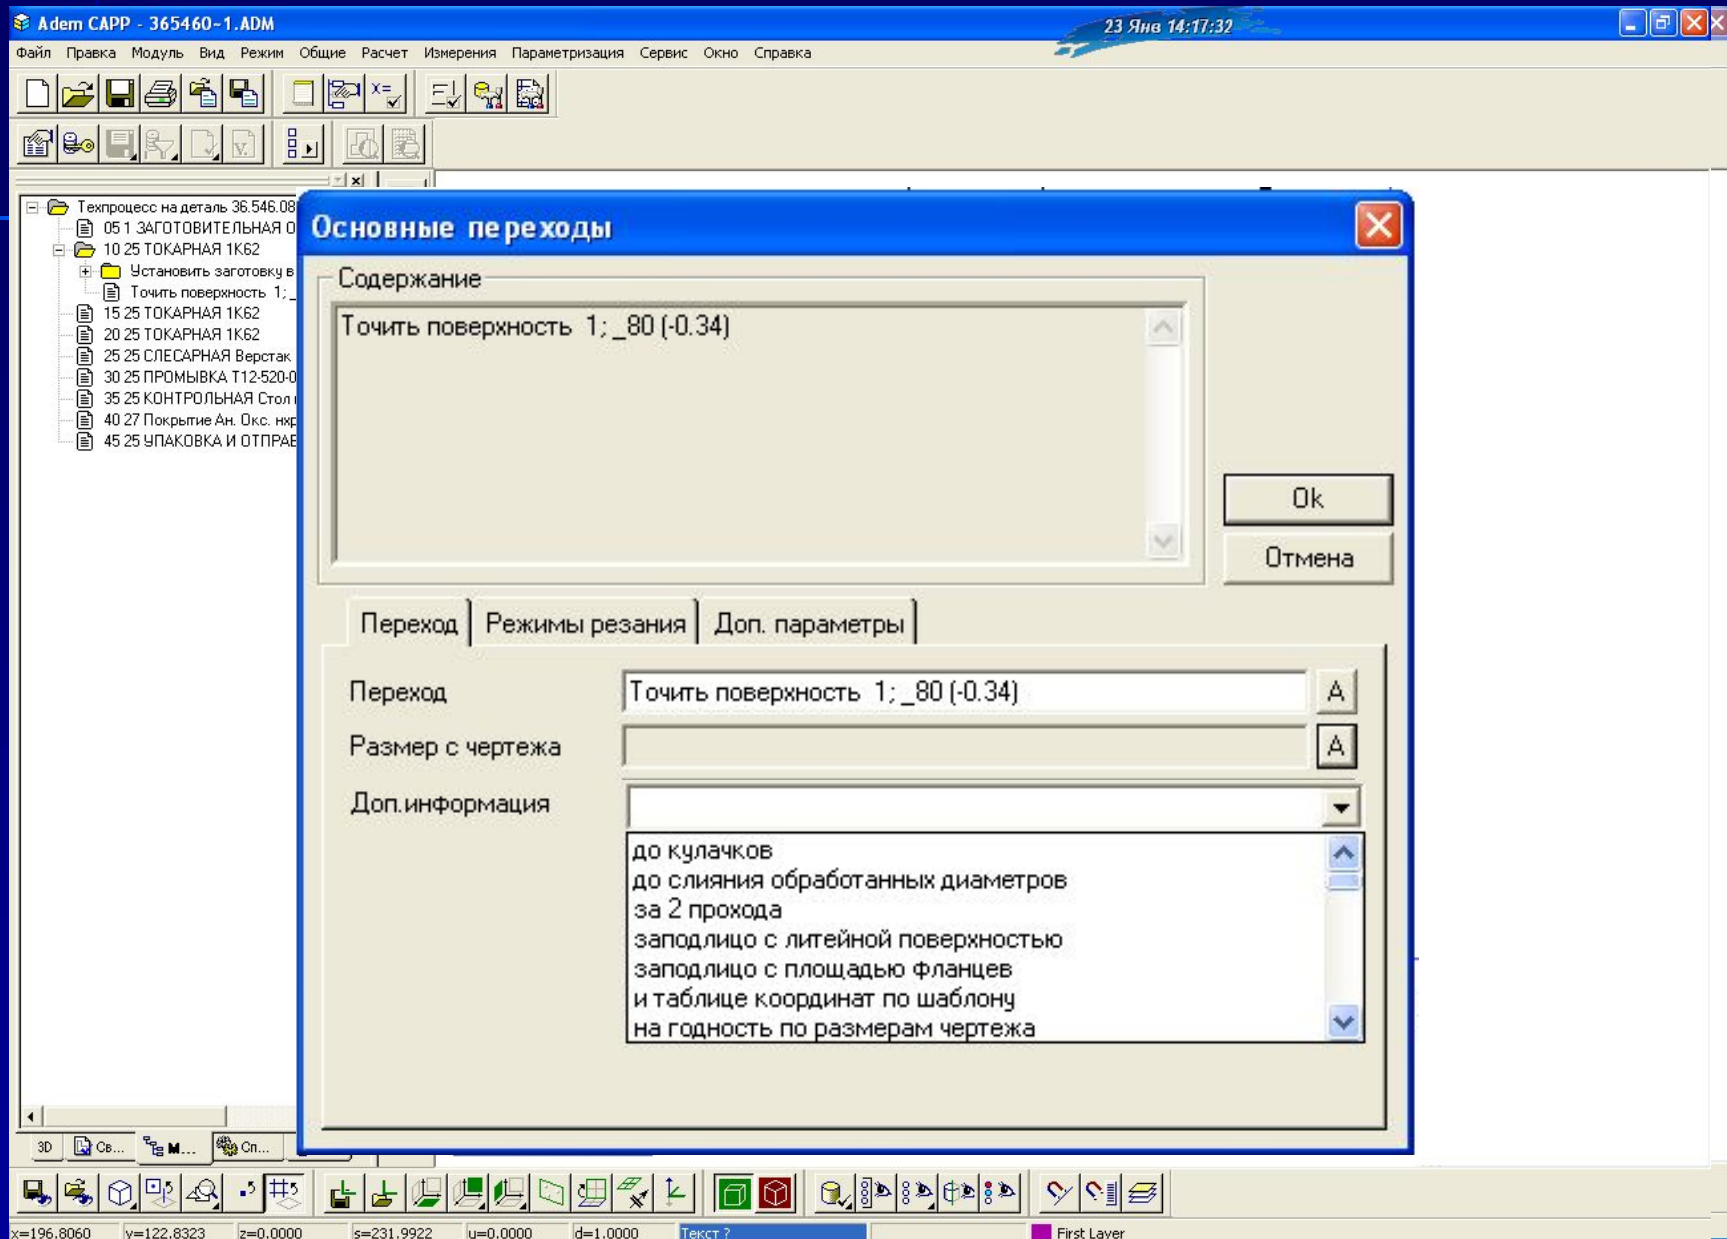 Adem CAPP - 365460~1.ADM
23 Янв 14:17:32
Файл Правка Модуль Вид Режим Общие Расчет Измерения Параметризация Сервис Окно Справка
Техпроцесс на деталь 36.546.08
05 1 ЗАГОТОВИТЕЛЬНАЯ О
10 25 ТОКАРНАЯ 1К62
Установить заготовку в
Точить поверхность 1; _
15 25 ТОКАРНАЯ 1К62
20 25 ТОКАРНАЯ 1К62
25 25 СЛЕСАРНАЯ Верстак
30 25 ПРОМЫВКА Т12-520-0
35 25 КОНТРОЛЬНАЯ Стол
40 27 Покрытие Ан. Окс. нхр
45 25 УПАКОВКА И ОТПРАВ
Основные переходы
Содержание
Точить поверхность 1; _80 (-0.34)
Ok
Отмена
Переход Режимы резания Доп. параметры
Переход Точить поверхность 1; _80 (-0.34) А
Размер с чертежа А
Доп.информация
до кулачков
до слияния обработанных диаметров
за 2 прохода
заподлицо с литейной поверхностью
заподлицо с площадью фланцев
и таблице координат по шаблону
на годность по размерам чертежа
3D Св... М... Сп...
x=196.8060 y=122.8323 z=0.0000 s=231.9922 u=0.0000 d=1.0000 Текст ? First Layer